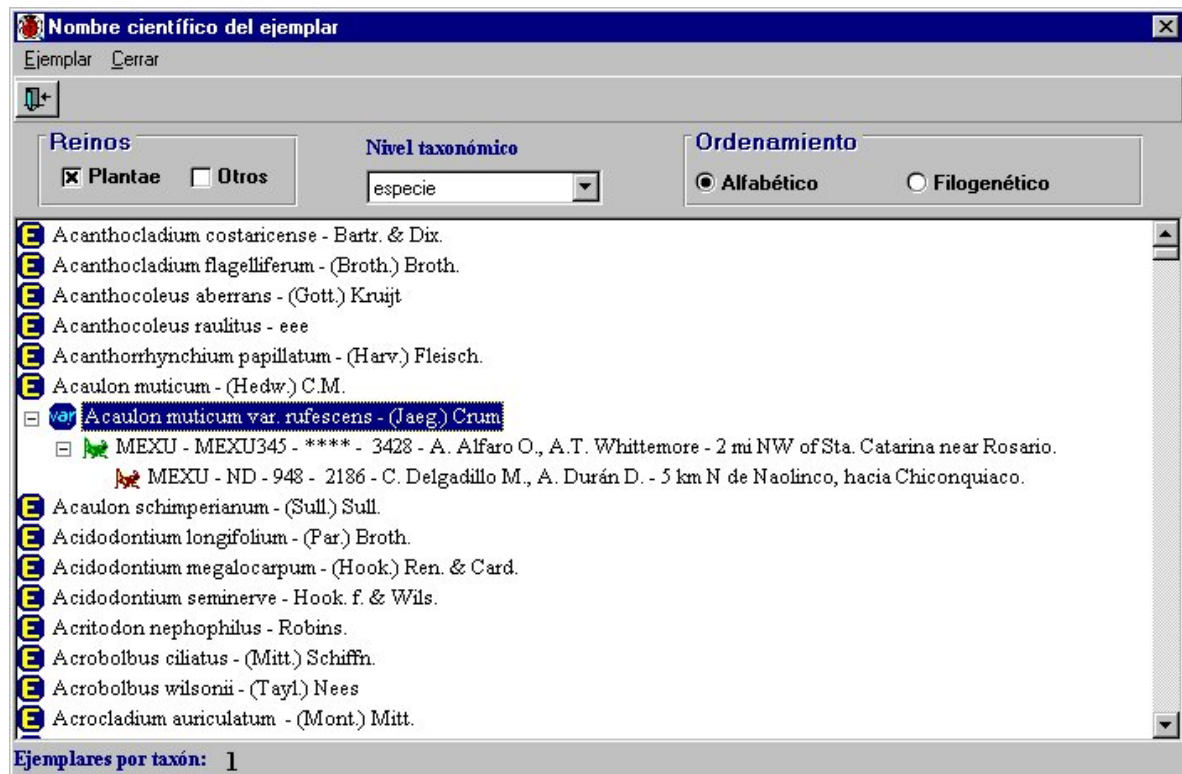 Nombre científico del ejemplar
Ejemplar Cerrar
Reinos
Plantae Otros
Nivel taxonómico
especie
Ordenamiento
Alfabético Filogenético
E Acanthocladium costaricense - Bartr. & Dix.
E Acanthocladium flagelliferum - (Broth.) Broth.
E Acanthocoleus aberrans - (Gott.) Kruijt
E Acanthocoleus raulitus - eee
E Acanthorrhynchium papillatum - (Harv.) Fleisch.
E Acaulon muticum - (Hedw.) C.M.
var Acaulon muticum var. rufescens - (Jaeg.) Crum
MEXU - MEXU345 - **** - 3428 - A. Alfaro O., A.T. Whittemore - 2 mi NW of Sta. Catarina near Rosario.
MEXU - ND - 948 - 2186 - C. Delgadillo M., A. Durán D. - 5 km N de Naolinco, hacia Chiconquiaco.
E Acaulon schimperianum - (Sull.) Sull.
E Acidodontium longifolium - (Par.) Broth.
E Acidodontium megalocarpum - (Hook.) Ren. & Card.
E Acidodontium seminerve - Hook. f. & Wils.
E Acritodon nephophilus - Robins.
E Acrobolbus ciliatus - (Mitt.) Schiffn.
E Acrobolbus wilsonii - (Tayl.) Nees
E Acrocladium auriculatum - (Mont.) Mitt.
Ejemplares por taxón: 1